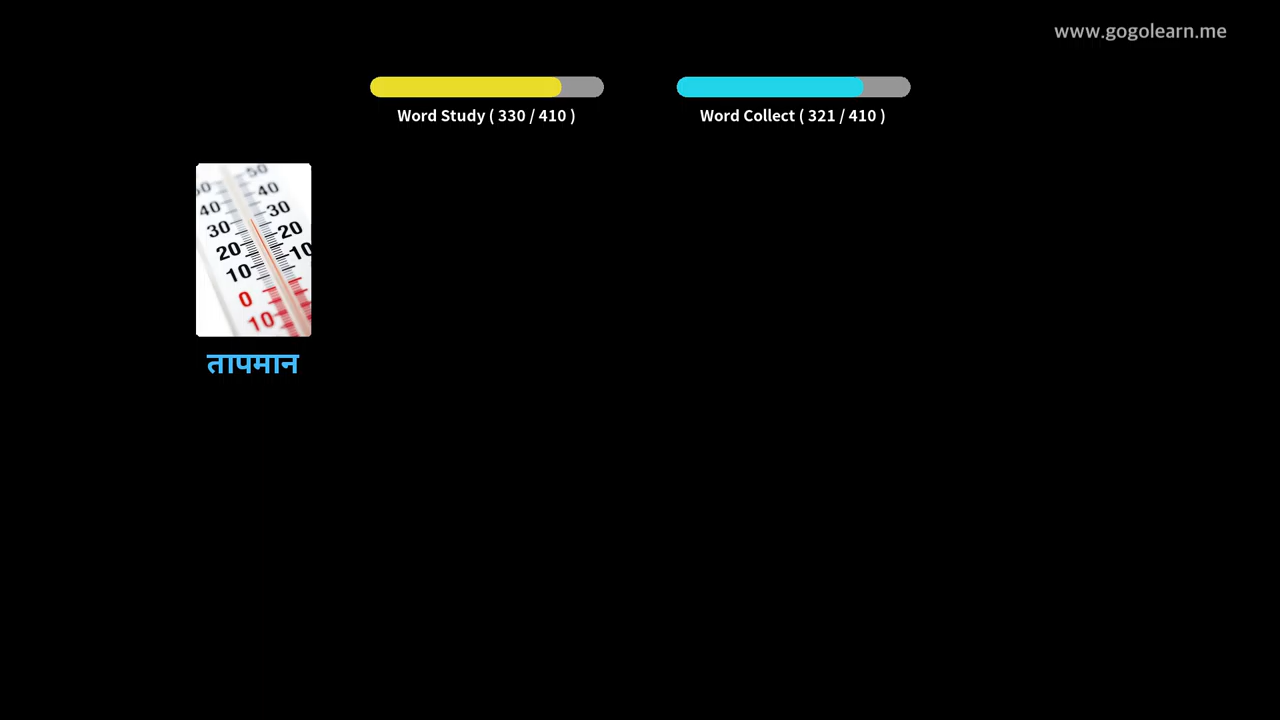 www.gogolearn.me
Word Study ( 330 / 410 )
Word Collect ( 321 / 410 )
50
40
40
30
30
20
20
10
10
0
10
तापमान